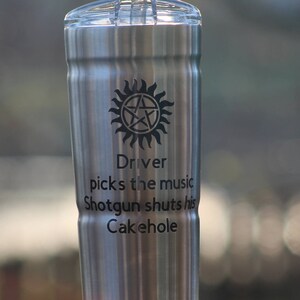 Driver
picks the music
Shotgun shuts his
Cakehole